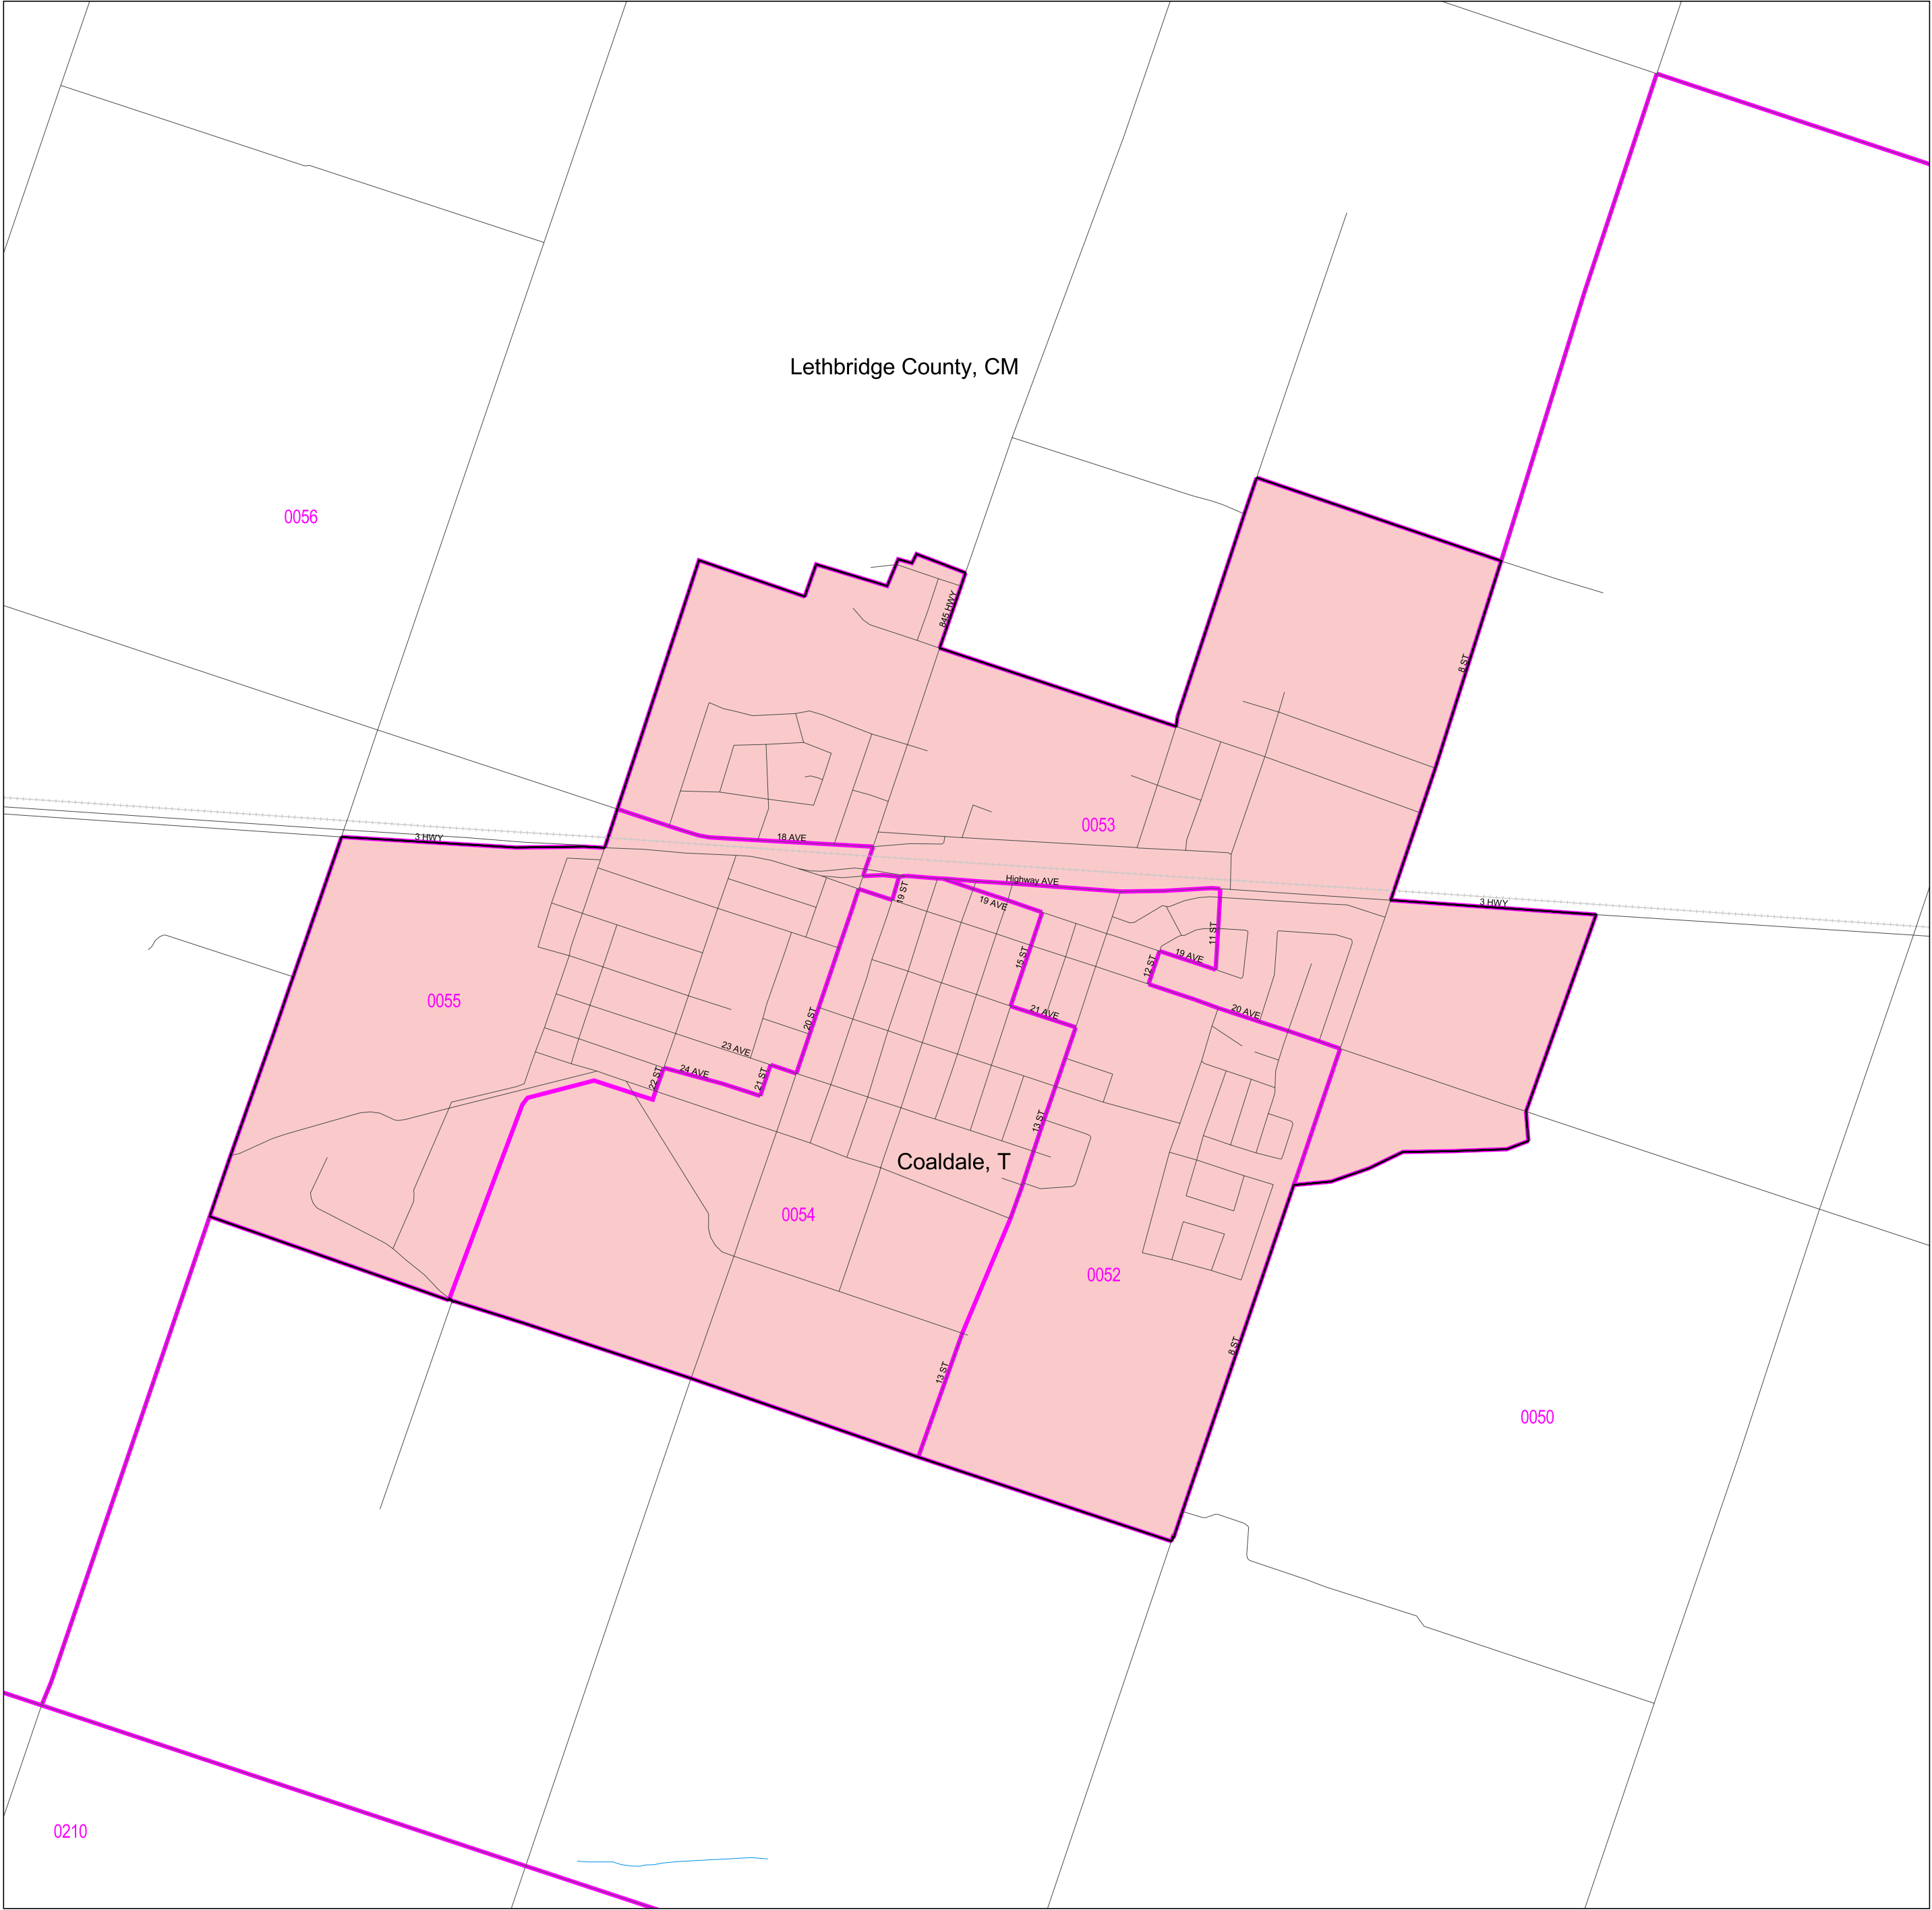 Lethbridge County, CM
0056
845 HWY
8 ST
0053
3 HWY
18 AVE
Highway AVE
19 ST
19 AVE
3 HWY
11 ST
15 ST
19 AVE
12 ST
0055
20 ST
21 AVE
20 AVE
23 AVE
24 AVE
22 ST
21 ST
13 ST
Coaldale, T
0054
0052
8 ST
13 ST
0050
0210